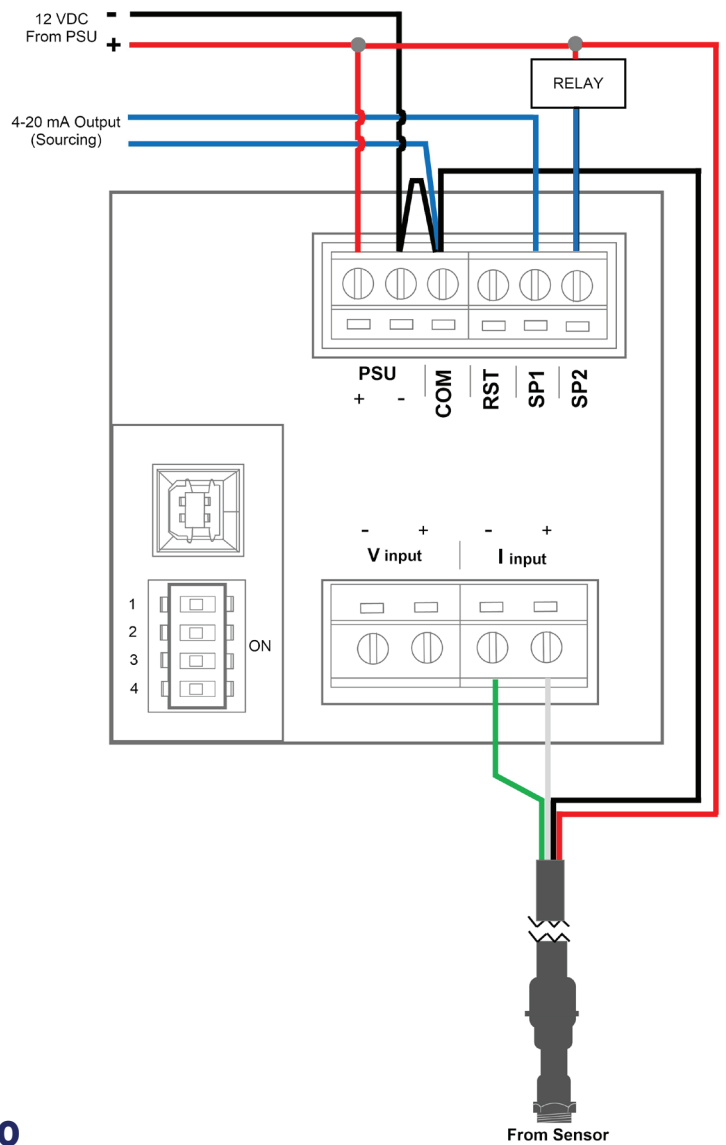 12 VDC -
From PSU +
4-20 mA Output
(Sourcing)
RELAY
PSU
+ -
COM
RST
SP1
SP2
- + - +
V input I input
1
2
3
4
ON
From Sensor